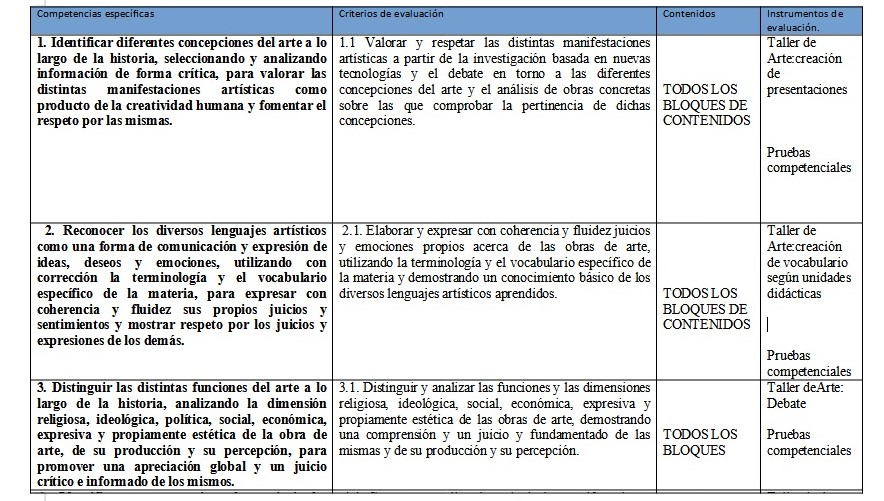 Competencias específicas
Criterios de evaluación
Contenidos
Instrumentos de
evaluación.
1. Identificar diferentes concepciones del arte a lo
largo de la historia, seleccionando y analizando
información de forma crítica, para valorar las
distintas manifestaciones artísticas como
producto de la creatividad humana y fomentar el
respeto por las mismas.
1.1 Valorar y respetar las distintas manifestaciones
artísticas a partir de la investigación basada en nuevas
tecnologías y el debate en torno a las diferentes
concepciones del arte y el análisis de obras concretas
sobre las que comprobar la pertinencia de dichas
concepciones.
TODOS LOS
BLOQUES DE
CONTENIDOS
Taller de
Arte:creación
de
presentaciones
Pruebas
competenciales
2. Reconocer los diversos lenguajes artísticos
como una forma de comunicación y expresión de
ideas, deseos y emociones, utilizando con
corrección la terminología y el vocabulario
específico de la materia, para expresar con
coherencia y fluidez sus propios juicios y
sentimientos y mostrar respeto por los juicios y
expresiones de los demás.
2.1. Elaborar y expresar con coherencia y fluidez juicios
y emociones propios acerca de las obras de arte,
utilizando la terminología y el vocabulario específico de
la materia y demostrando un conocimiento básico de los
diversos lenguajes artísticos aprendidos.
TODOS LOS
BLOQUES DE
CONTENIDOS
Taller de
Arte:creación
de vocabulario
según unidades
didácticas
Pruebas
competenciales
3. Distinguir las distintas funciones del arte a lo
largo de la historia, analizando la dimensión
religiosa, ideológica, política, social, económica,
expresiva y propiamente estética de la obra de
arte, de su producción y su percepción, para
promover una apreciación global y un juicio
crítico e informado de los mismos.
3.1. Distinguir y analizar las funciones y las dimensiones
religiosa, ideológica, social, económica, expresiva y
propiamente estética de las obras de arte, demostrando
una comprensión y un juicio y fundamentado de las
mismas y de su producción y su percepción.
TODOS LOS
BLOQUES
Taller deArte:
Debate
Pruebas
competenciales